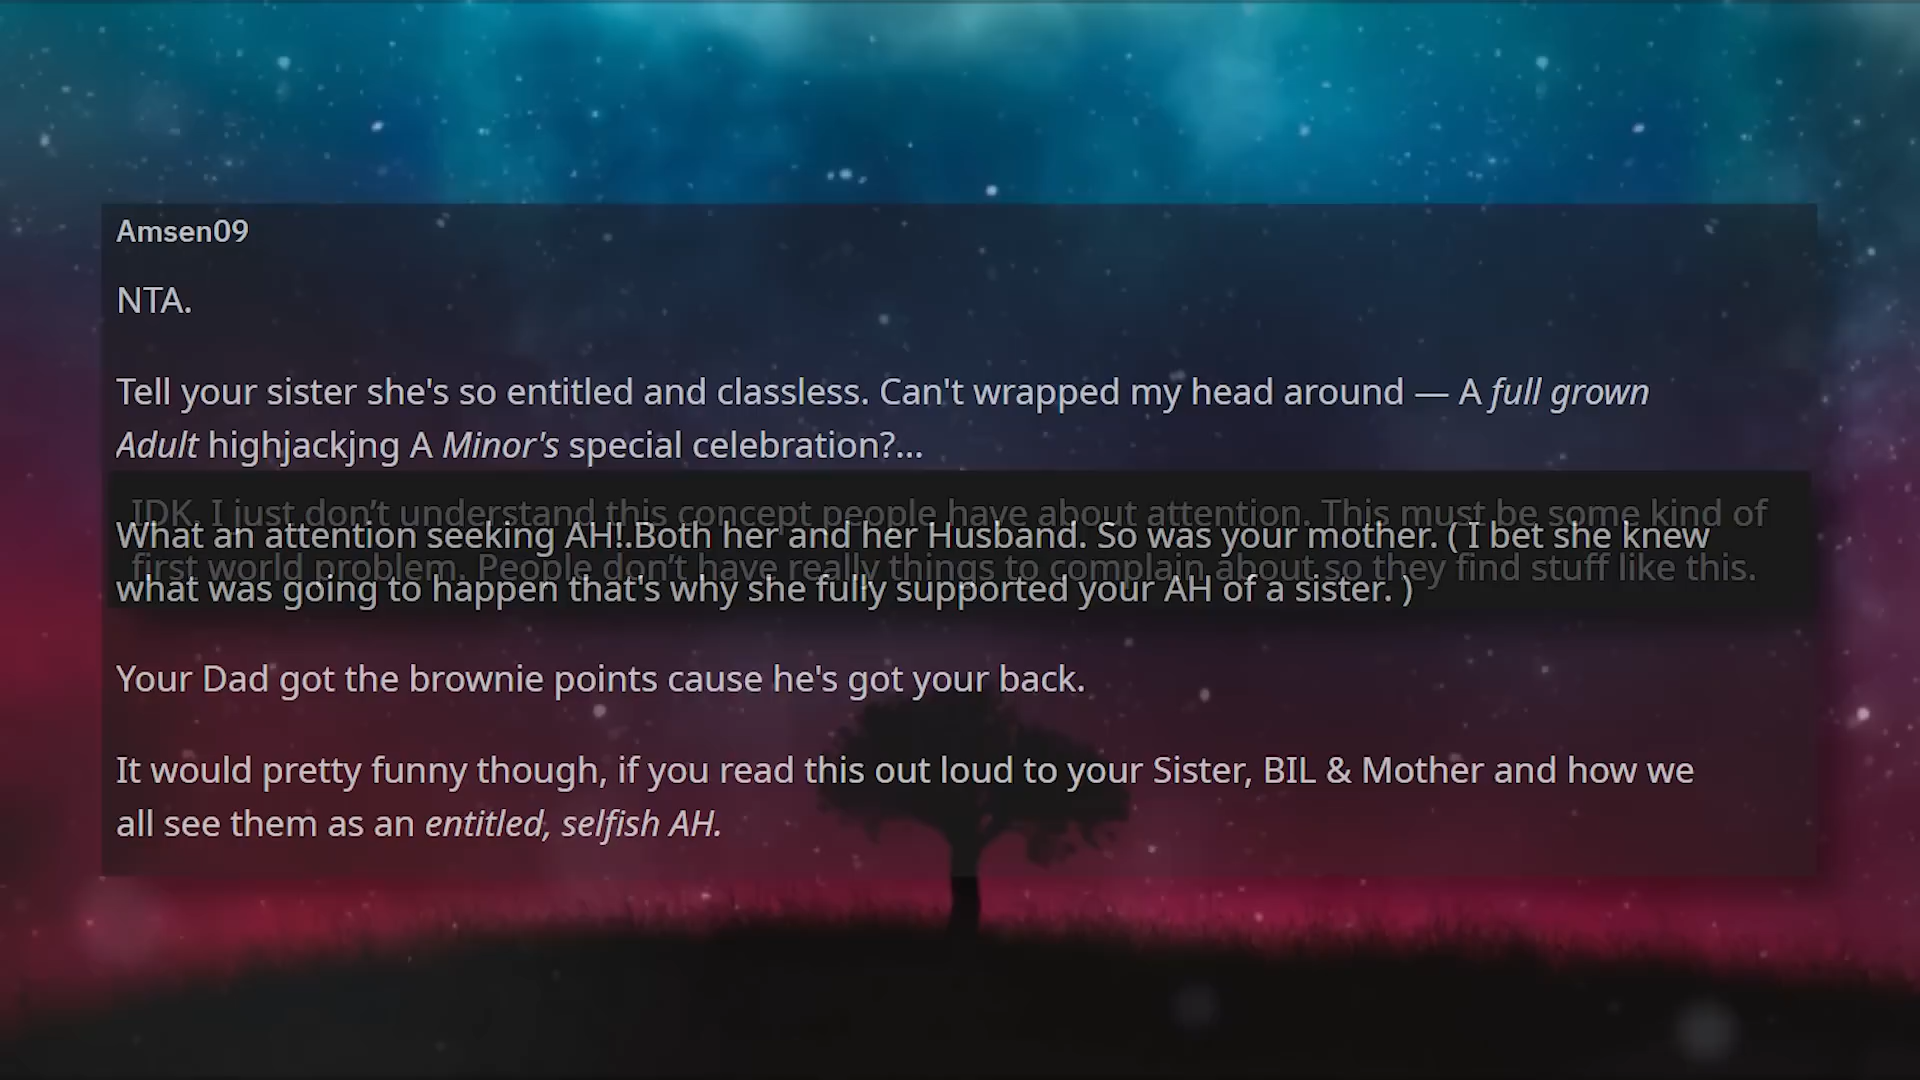 Amsen09
NTA.
Tell your sister she's so entitled and classless. Can't wrapped my head around — A full grown
Adult highjackjng A Minor's special celebration?...
IDK. I just don’t understand this concept people have about attention. This must be some kind of
What an attention seeking AH!.Both her and her Husband. So was your mother. ( I bet she knew
first world problem. People don’t have really things to complain about so they find stuff like this.
what was going to happen that's why she fully supported your AH of a sister. )
Your Dad got the brownie points cause he's got your back.
It would pretty funny though, if you read this out loud to your Sister, BIL & Mother and how we
all see them as an entitled, selfish AH.